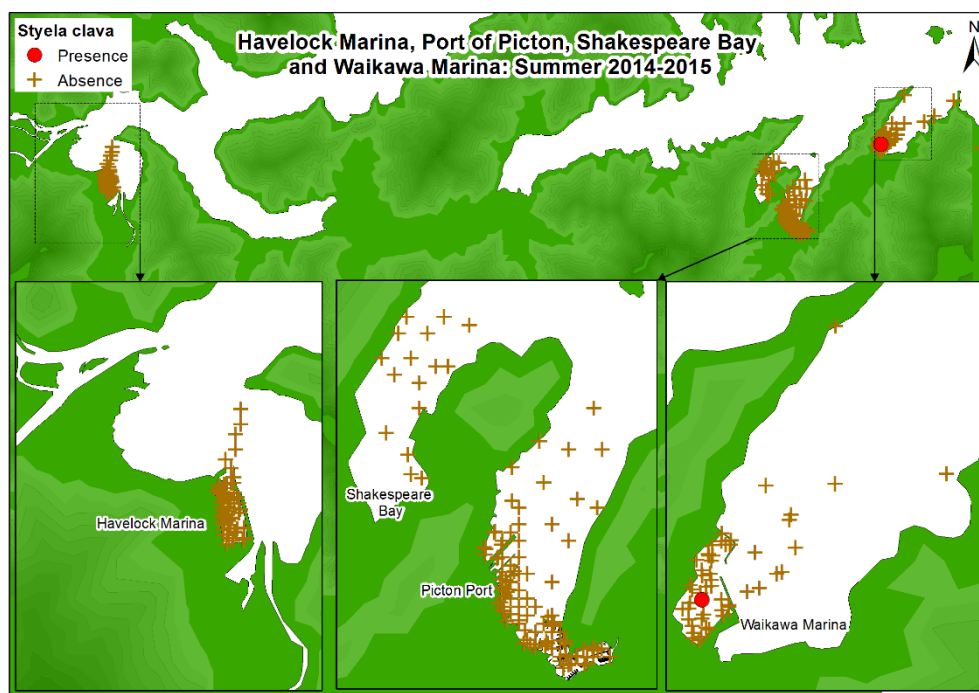 Styela clava
Presence
Absence
Havelock Marina, Port of Picton, Shakespeare Bay
and Waikawa Marina: Summer 2014-2015
N
Havelock Marina
Shakespeare
Bay
Picton Port
Waikawa Marina